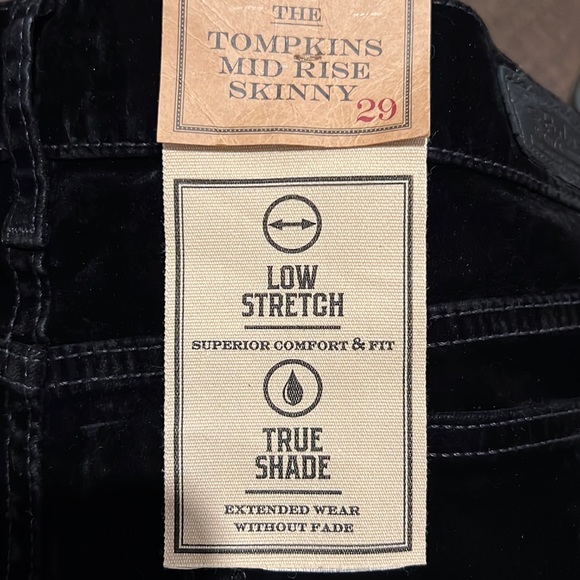 THE
TOMPKINS
MID RISE
SKINNY
29
LOW
STRETCH
SUPERIOR COMFORT & FIT
TRUE
SHADE
EXTENDED WEAR
WITHOUT FADE